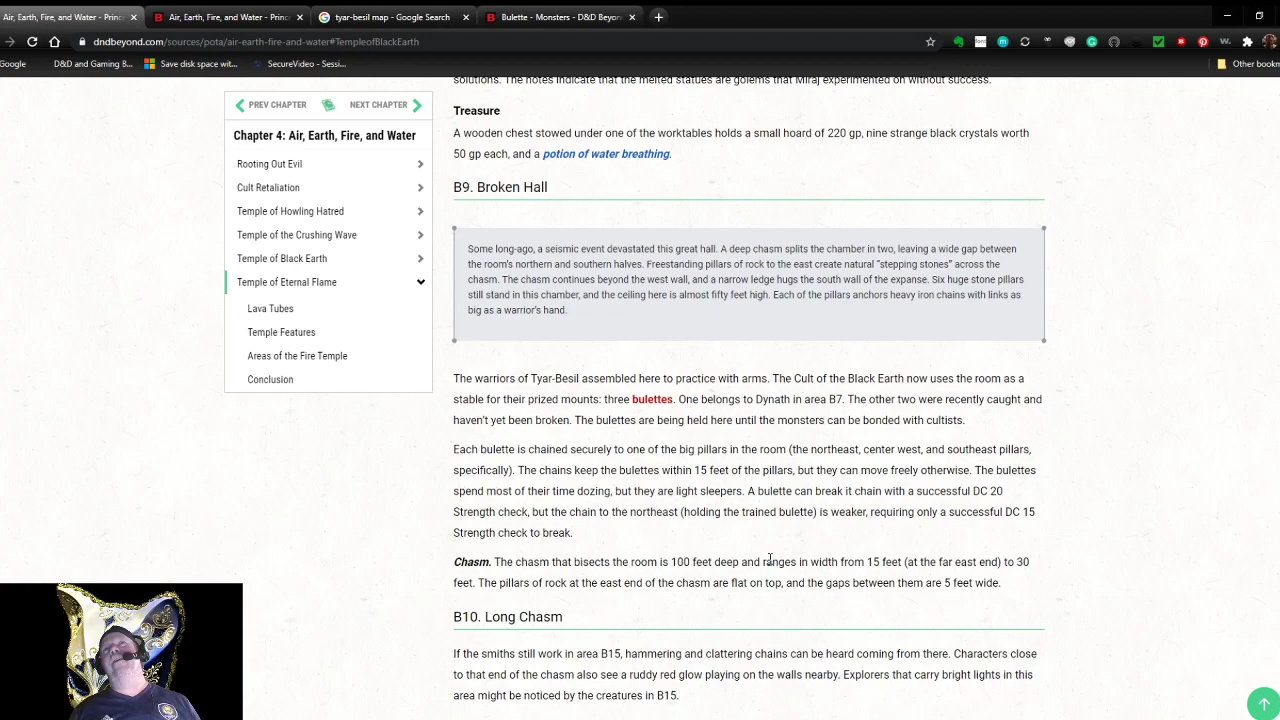 Air, Earth, Fire, and Water - Princ
Air, Earth, Fire, and Water - Princ
tyar-besil map - Google Search
Bulette - Monsters - D&D Beyon
dndbeyond.com/sources/pota/air-earth-fire-and-water#TempleofBlackEarth
Google
D&D and Gaming B...
Save disk space wit...
SecureVideo - Sessi...
Other bookm
solutions. The notes indicate that the melted statues are golems that Miraj experimented on without success.
PREV CHAPTER
NEXT CHAPTER
Chapter 4: Air, Earth, Fire, and Water
Rooting Out Evil
Cult Retaliation
Temple of Howling Hatred
Temple of the Crushing Wave
Temple of Black Earth
Temple of Eternal Flame
Lava Tubes
Temple Features
Areas of the Fire Temple
Conclusion
Treasure
A wooden chest stowed under one of the worktables holds a small hoard of 220 gp, nine strange black crystals worth
50 gp each, and a potion of water breathing.
B9. Broken Hall
Some long-ago, a seismic event devastated this great hall. A deep chasm splits the chamber in two, leaving a wide gap between
the room's northern and southern halves. Freestanding pillars of rock to the east create natural "stepping stones" across the
chasm. The chasm continues beyond the west wall, and a narrow ledge hugs the south wall of the expanse. Six huge stone pillars
still stand in this chamber, and the ceiling here is almost fifty feet high. Each of the pillars anchors heavy iron chains with links as
big as a warrior's hand.
The warriors of Tyar-Besil assembled here to practice with arms. The Cult of the Black Earth now uses the room as a
stable for their prized mounts: three bulettes. One belongs to Dynath in area B7. The other two were recently caught and
haven't yet been broken. The bulettes are being held here until the monsters can be bonded with cultists.
Each bulette is chained securely to one of the big pillars in the room (the northeast, center west, and southeast pillars,
specifically). The chains keep the bulettes within 15 feet of the pillars, but they can move freely otherwise. The bulettes
spend most of their time dozing, but they are light sleepers. A bulette can break it chain with a successful DC 20
Strength check, but the chain to the northeast (holding the trained bulette) is weaker, requiring only a successful DC 15
Strength check to break.
Chasm. The chasm that bisects the room is 100 feet deep and ranges in width from 15 feet (at the far east end) to 30
feet. The pillars of rock at the east end of the chasm are flat on top, and the gaps between them are 5 feet wide.
B10. Long Chasm
If the smiths still work in area B15, hammering and clattering chains can be heard coming from there. Characters close
to that end of the chasm also see a ruddy red glow playing on the walls nearby. Explorers that carry bright lights in this
area might be noticed by the creatures in B15.